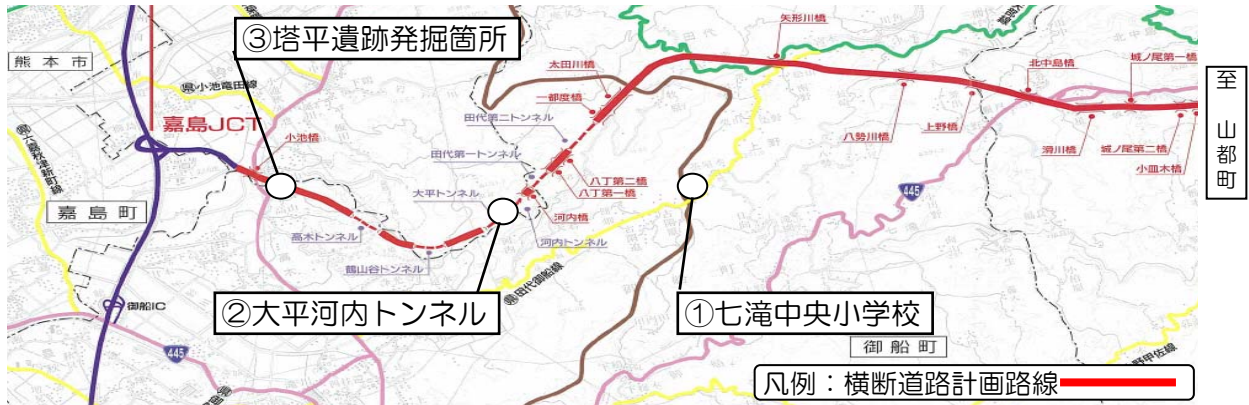 ③塔平遺跡発掘箇所
矢形川橋
熊本市
太田川橋
北中島橋
城ノ尾第一橋
至 山都町
県小池竜田線
一都度橋
嘉島JCT
小池橋
田代第二トンネル
八勢川橋
上野橋
田代第一トンネル
滑川橋
城ノ尾第二橋
小皿木橋
八丁第二橋
八丁第一橋
大平トンネル
445
嘉島町
河内橋
高木トンネル
河内トンネル
鶴山谷トンネル
県田代御船線
御船IC
②大平河内トンネル
①七滝中央小学校
445
御船町
凡例：横断道路計画路線